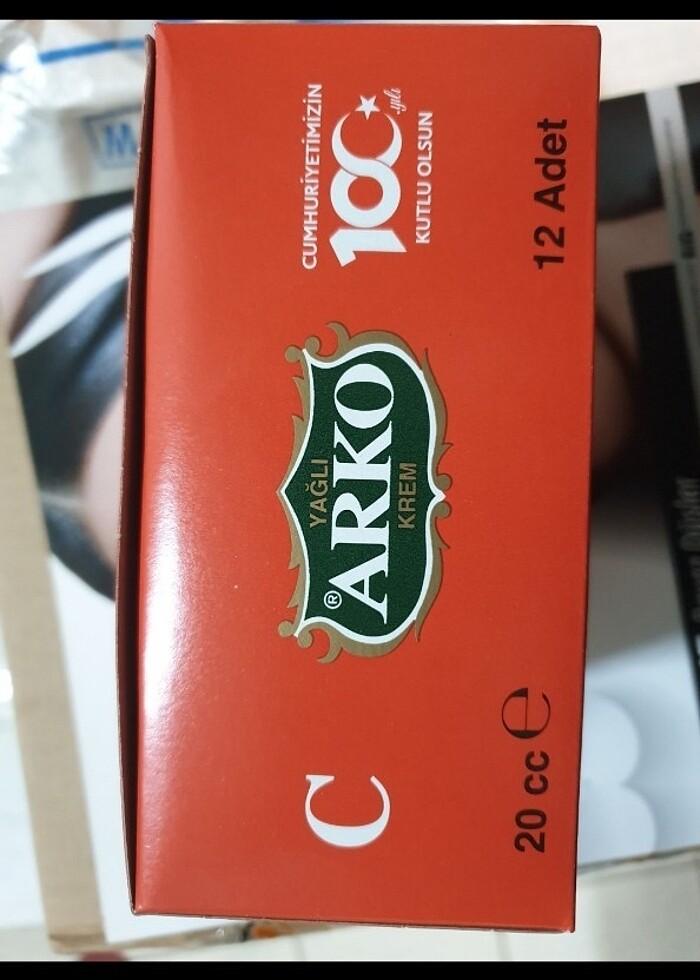 C
YAĞLI
ARKO®
KREM
CUMHURİYETİMİZİN
100. yılı
KUTLU OLSUN
20 cc ℮
12 Adet
M